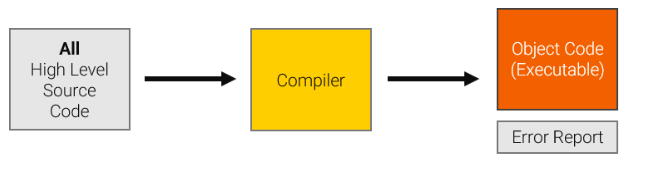 All
High Level
Source
Code
Compiler
Object Code
(Executable)
Error Report